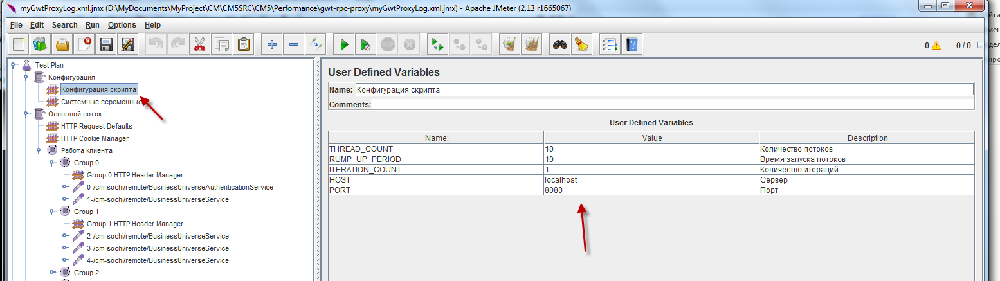 myGwtProxyLog.xml.jmx (D:\MyDocuments\MyProject\CM\CM5SRC\CM5\Performance\gwt-rpc-proxy\myGwtProxyLog.xml.jmx) - Apache JMeter (2.13 r1665067)
File Edit Search Run Options Help
0 0 / 0
Test Plan
Конфигурация
Конфигурация скрипта
Системные переменные
Основной поток
HTTP Request Defaults
HTTP Cookie Manager
Работа клиента
Group 0
Group 0 HTTP Header Manager
0-/cm-sochi/remote/BusinessUniverseAuthenticationService
1-/cm-sochi/remote/BusinessUniverseService
Group 1
Group 1 HTTP Header Manager
2-/cm-sochi/remote/BusinessUniverseService
3-/cm-sochi/remote/BusinessUniverseService
4-/cm-sochi/remote/BusinessUniverseService
Group 2
User Defined Variables
Name: Конфигурация скрипта
Comments:
User Defined Variables
Name: Value Description
THREAD_COUNT 10 Количество потоков
RUMP_UP_PERIOD 10 Время запуска потоков
ITERATION_COUNT 1 Количество итераций
HOST localhost Сервер
PORT 8080 Порт